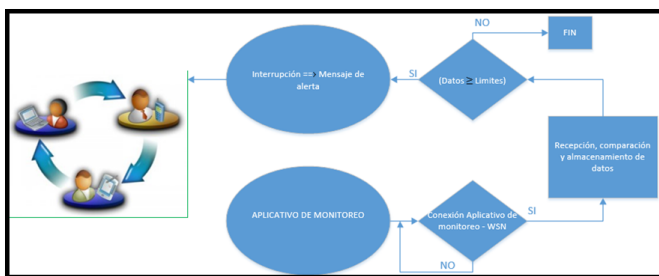 NO
FIN
Interrupción ==> Mensaje de
alerta
SI
(Datos ≥ Limites)
Recepción, comparación
y almacenamiento de
datos
APLICATIVO DE MONITOREO
Conexión Aplicativo de
monitoreo - WSN
SI
NO